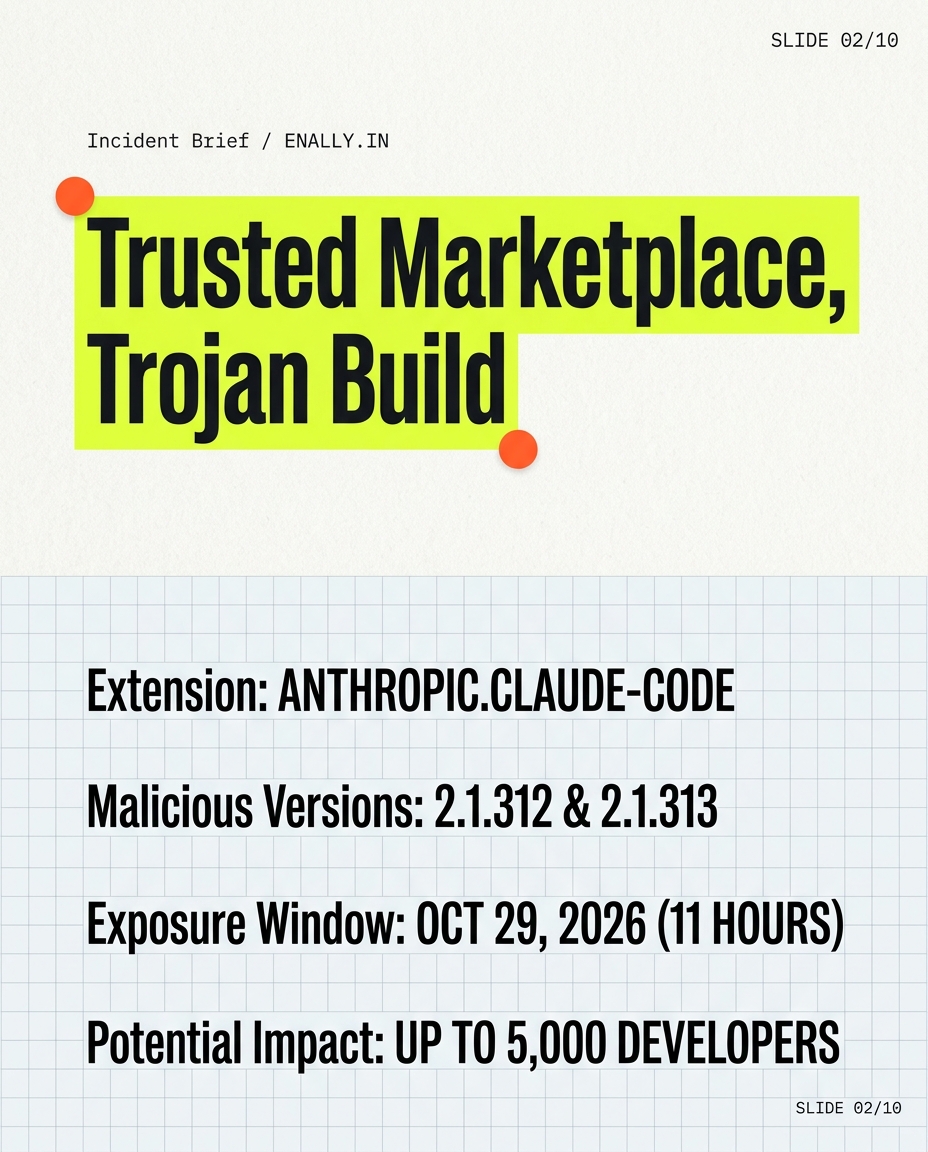 SLIDE 02/10
Incident Brief / ENALLY.IN
Trusted Marketplace,
Trojan Build
Extension: ANTHROPIC.CLAUDE-CODE
Malicious Versions: 2.1.312 & 2.1.313
Exposure Window: OCT 29, 2026 (11 HOURS)
Potential Impact: UP TO 5,000 DEVELOPERS
SLIDE 02/10